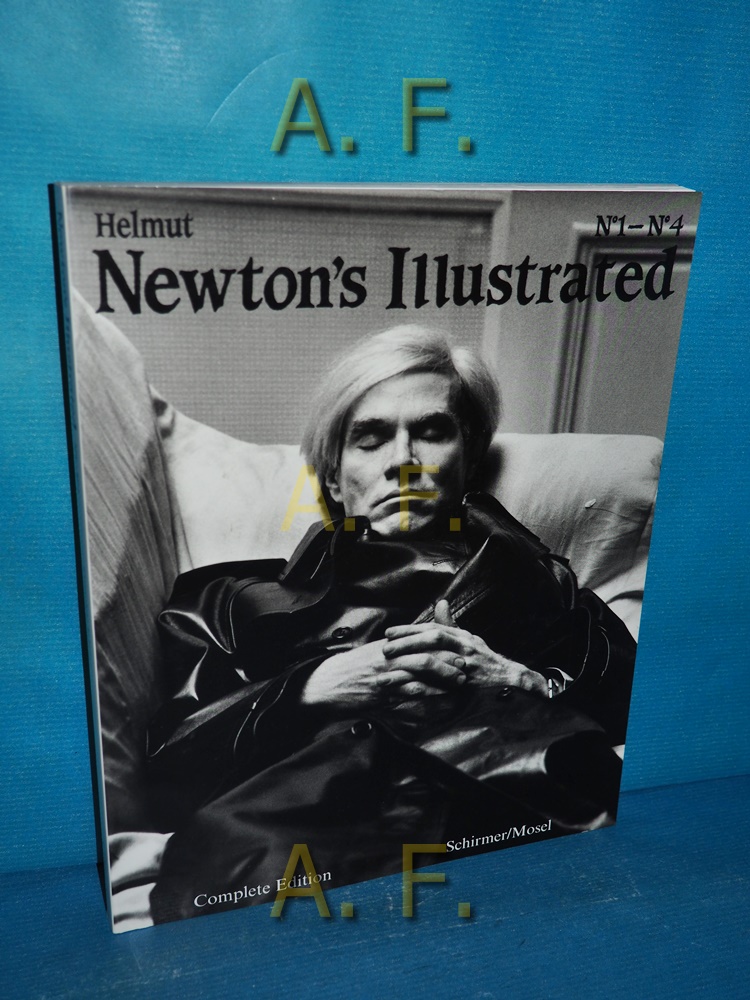 A. F.
Helmut
N°1–N°4
Newton's Illustrated
A. F.
Schirmer/Mosel
Complete Edition
A. F.